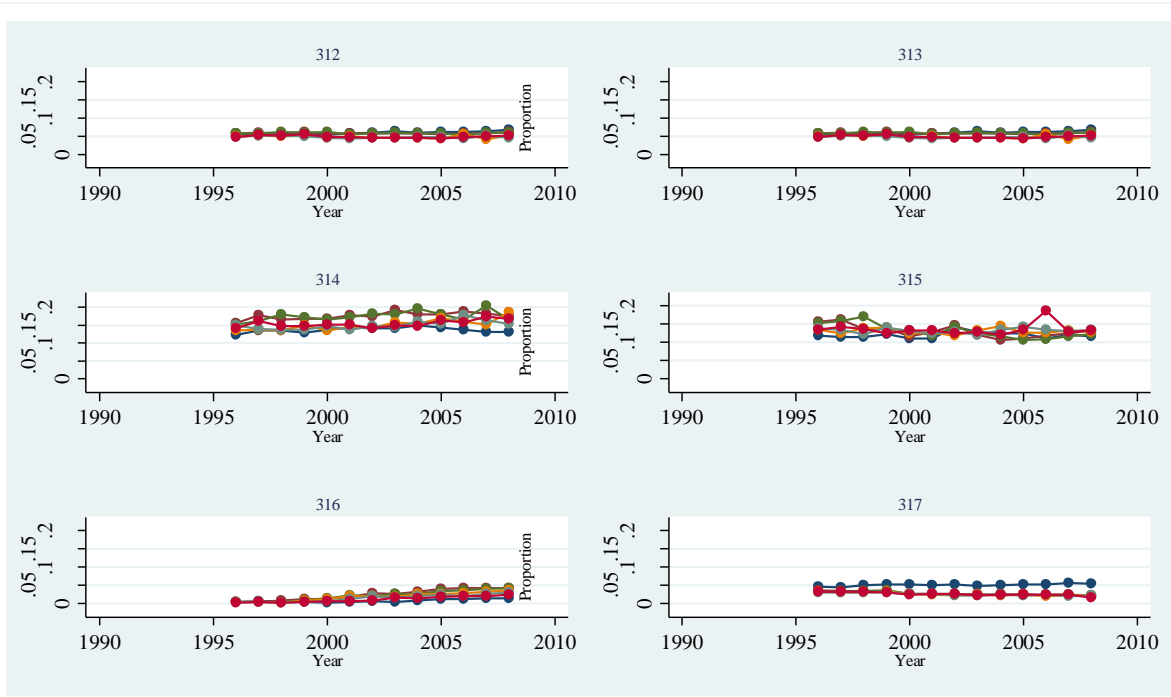 312 313
0 .05 .1 .15 .2 Proportion 0 .05 .1 .15 .2
1990 1995 2000 2005 2010 1990 1995 2000 2005 2010
Year Year
314 315
0 .05 .1 .15 .2 Proportion 0 .05 .1 .15 .2
1990 1995 2000 2005 2010 1990 1995 2000 2005 2010
Year Year
316 317
0 .05 .1 .15 .2 Proportion 0 .05 .1 .15 .2
1990 1995 2000 2005 2010 1990 1995 2000 2005 2010
Year Year